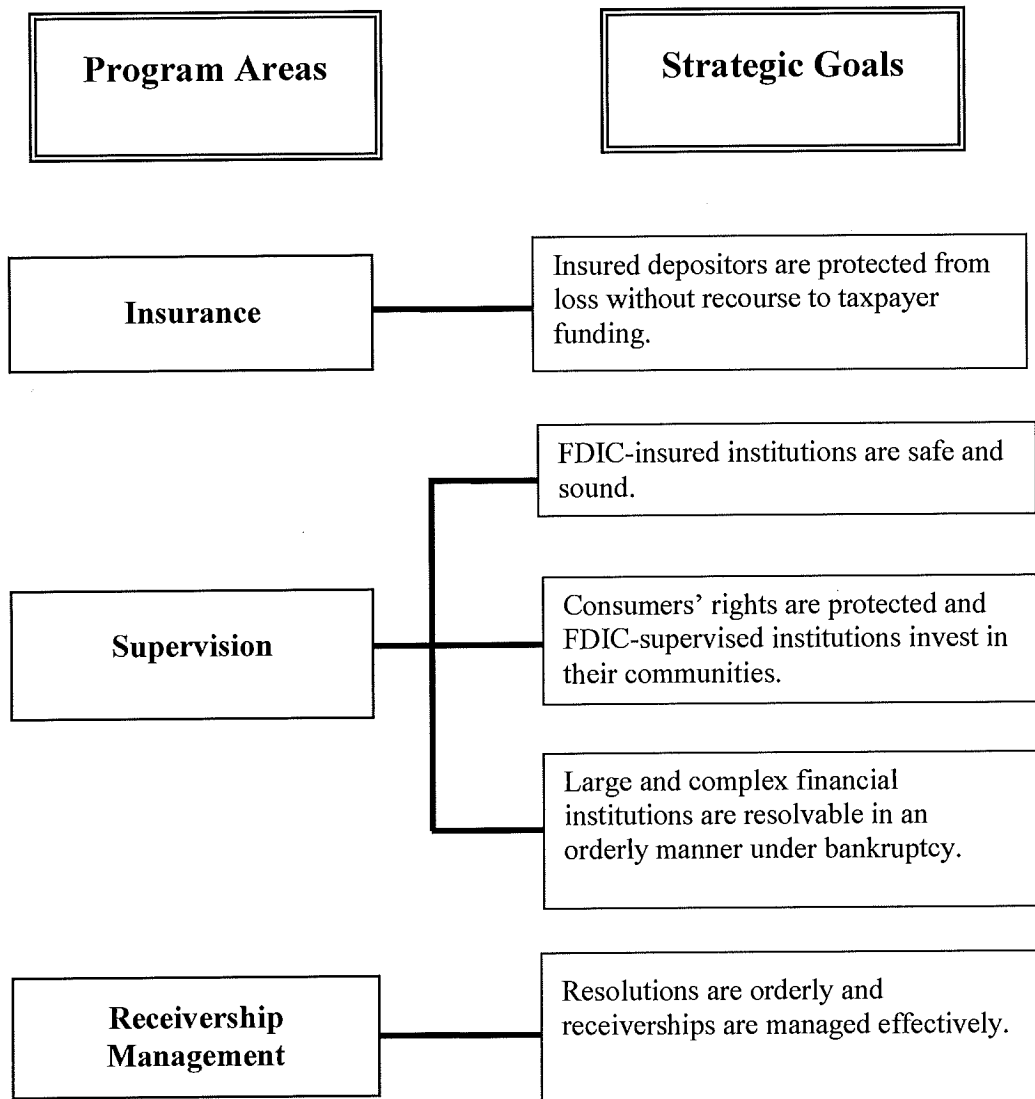 Program Areas
Strategic Goals
Insurance
Insured depositors are protected from
loss without recourse to taxpayer
funding.
FDIC-insured institutions are safe and
sound.
Supervision
Consumers’ rights are protected and
FDIC-supervised institutions invest in
their communities.
Large and complex financial
institutions are resolvable in an
orderly manner under bankruptcy.
Receivership
Management
Resolutions are orderly and
receiverships are managed effectively.